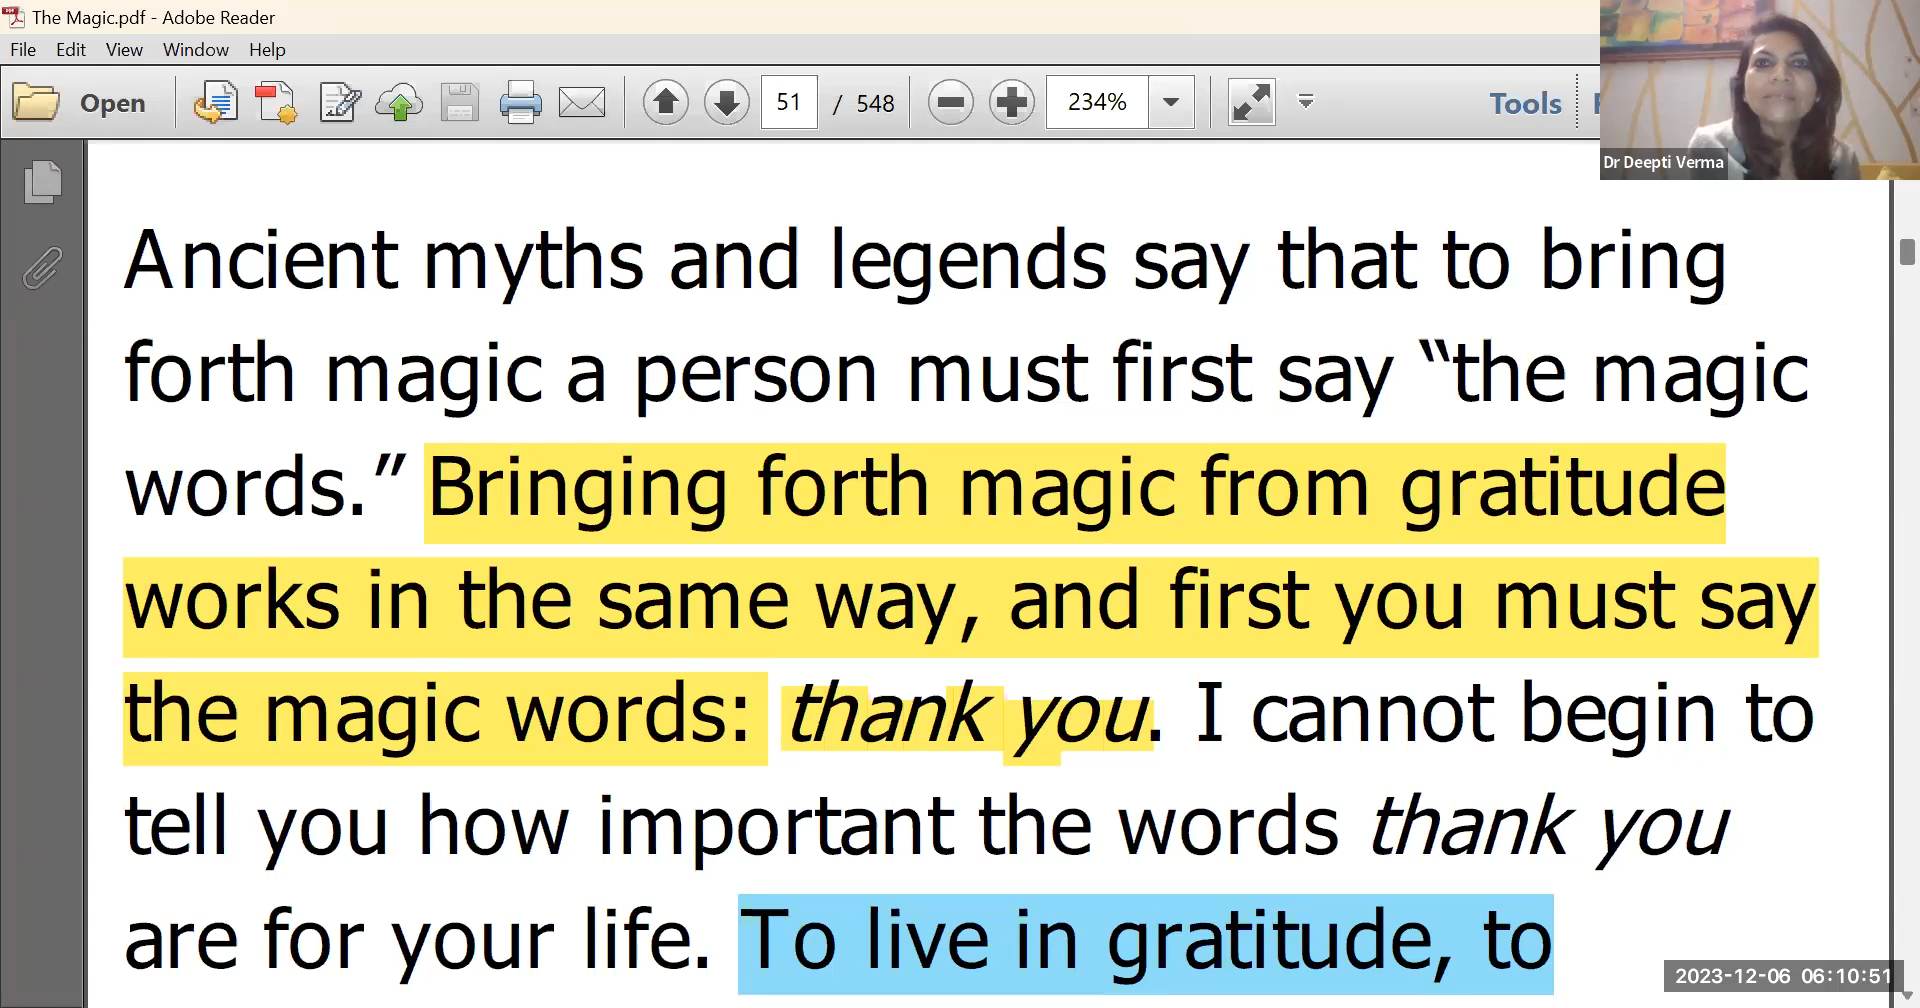 The Magic.pdf - Adobe Reader
File Edit View Window Help
Open 51 / 548 234% Tools
Dr Deepti Verma
Ancient myths and legends say that to bring
forth magic a person must first say “the magic
words.” Bringing forth magic from gratitude
works in the same way, and first you must say
the magic words: thank you. I cannot begin to
tell you how important the words thank you
are for your life. To live in gratitude, to
2023-12-06 06:10:51